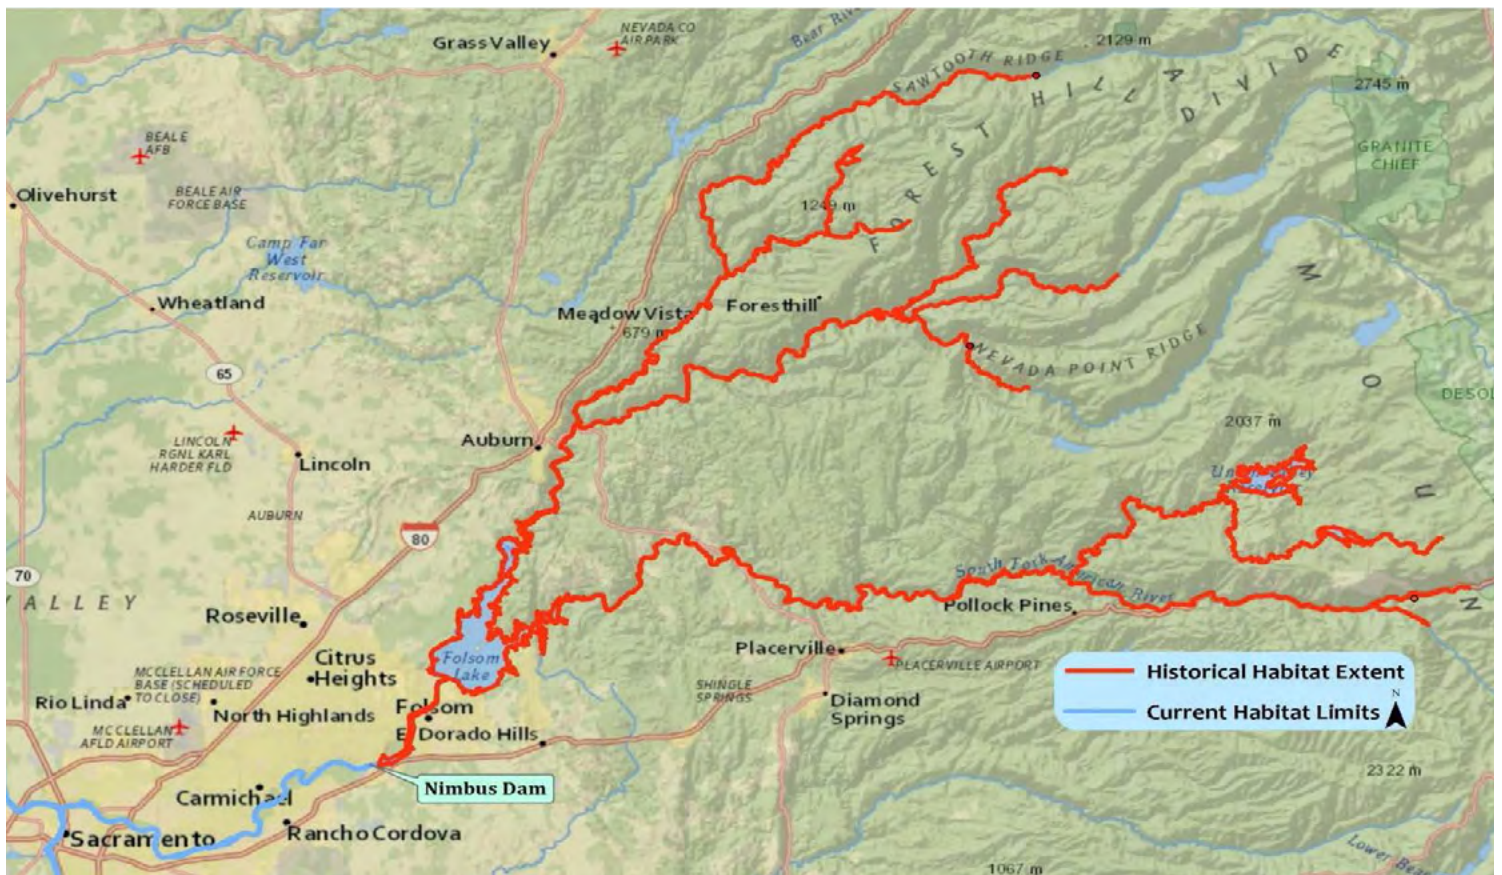 Grass Valley
NEVADA CO
AIR PARK
Bear River
2129 m
SAWTOOTH RIDGE
2745 m
FOREST HILL DIVIDE
BEALE
AFB
GRANITE
CHIEF
Olivehurst
BEALE AIR
FORCE BASE
1249 m
Camp Far
West
Reservoir
Wheatland
Meadow Vista
Foresthill
679 m
NEVADA POINT RIDGE
65
MOUN
DESOL
2037 m
LINCOLN
RGNL KARL
HARDER FLD
Auburn
Lincoln
AUBURN
80
70
VALLEY
South Fork American River
Pollock Pines
Roseville
Placerville
PLACERVILLE AIRPORT
Citrus
Heights
Folsom
Lake
MCCLELLAN AIR FORCE
BASE (SCHEDULED
TO CLOSE)
Rio Linda
North Highlands
SHINGLE
SPRINGS
Diamond
Springs
Historical Habitat Extent
N
Current Habitat Limits
MCCLELLAN
AFLD AIRPORT
Folsom
El Dorado Hills
Nimbus Dam
2322 m
Carmichael
Sacramento
Rancho Cordova
Lower Bear
1067 m